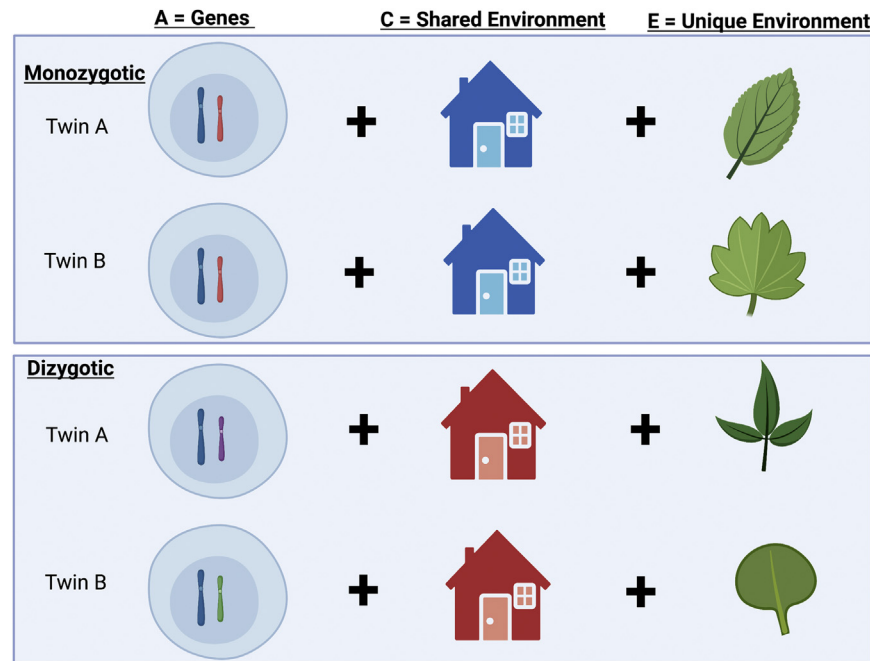 A = Genes
C = Shared Environment
E = Unique Environment
Monozygotic
Twin A
Twin B
Dizygotic
Twin A
Twin B